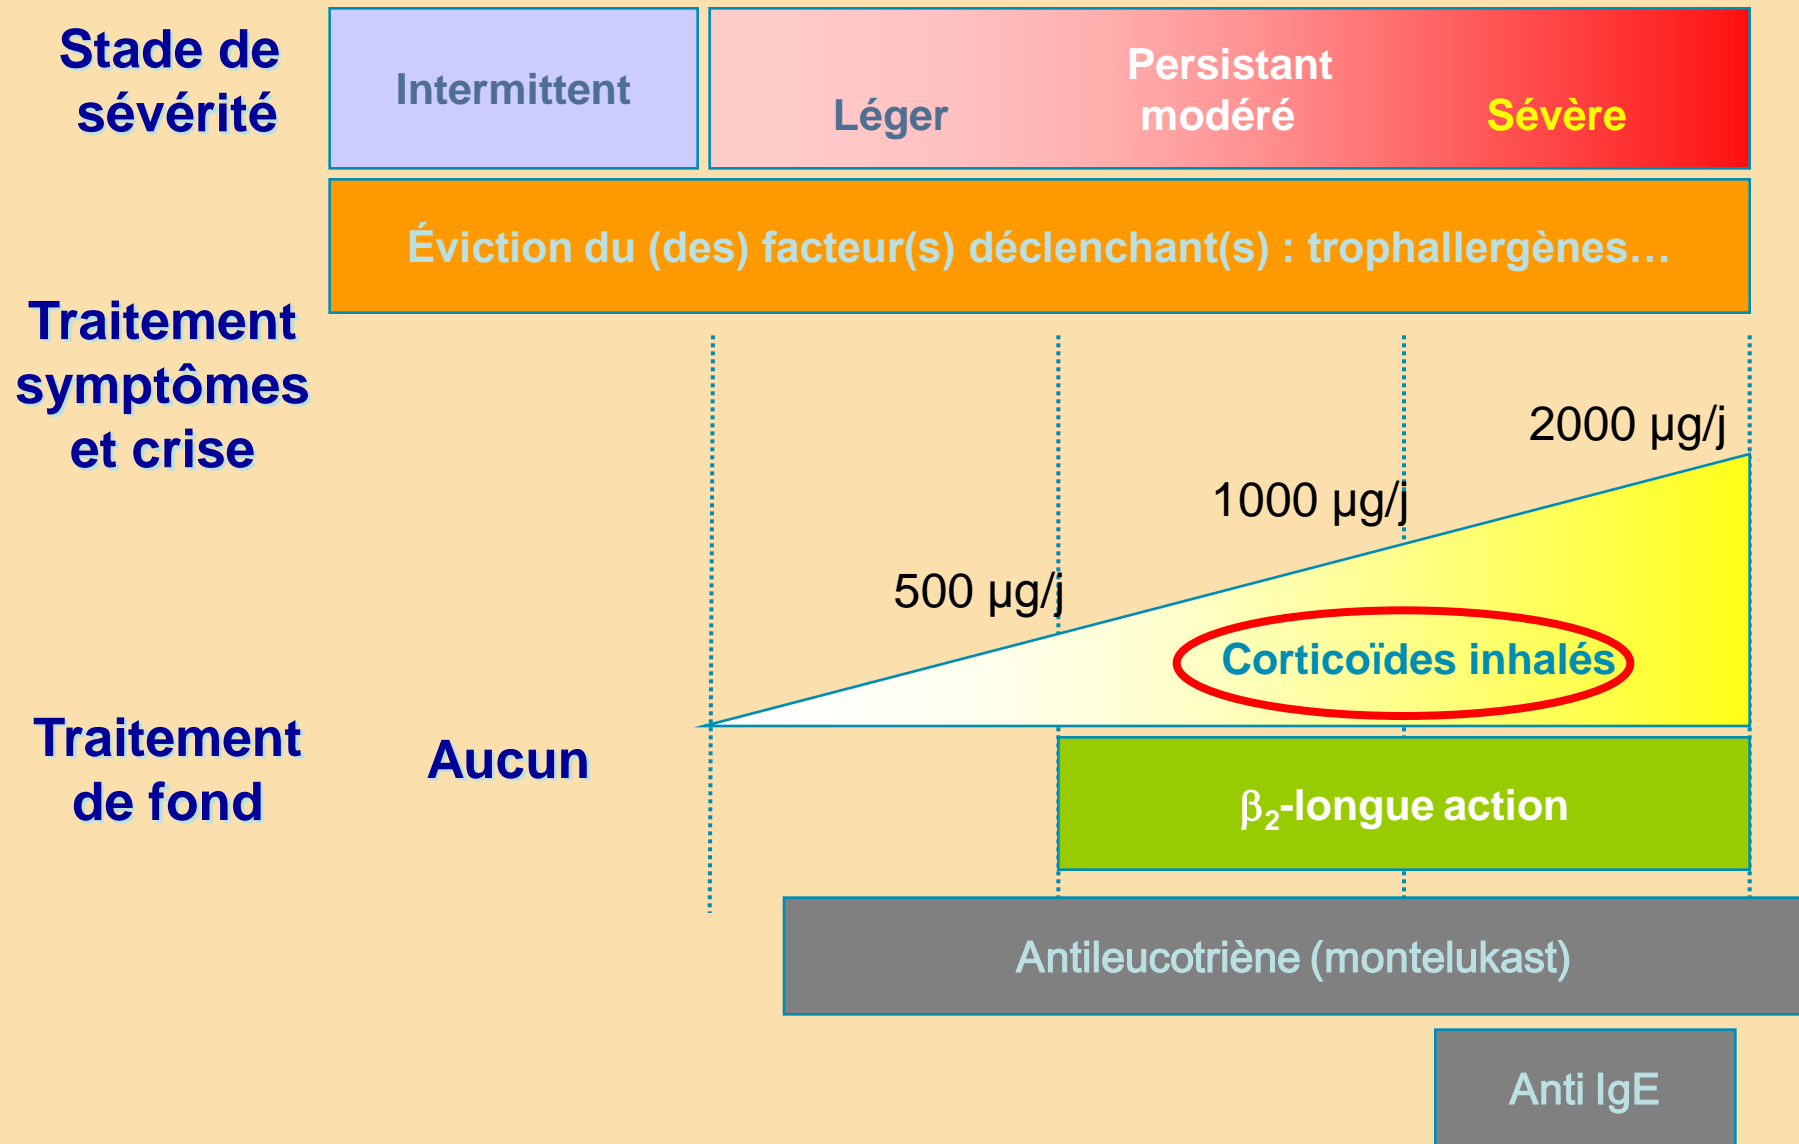 Stade de
sévérité
Intermittent
Persistant
Léger modéré Sévère
Éviction du (des) facteur(s) déclenchant(s) : trophallergènes…
Traitement
symptômes
et crise
2000 µg/j
1000 µg/j
500 µg/j
Corticoïdes inhalés
Traitement
de fond
Aucun
β₂-longue action
Antileucotriène (montelukast)
Anti IgE